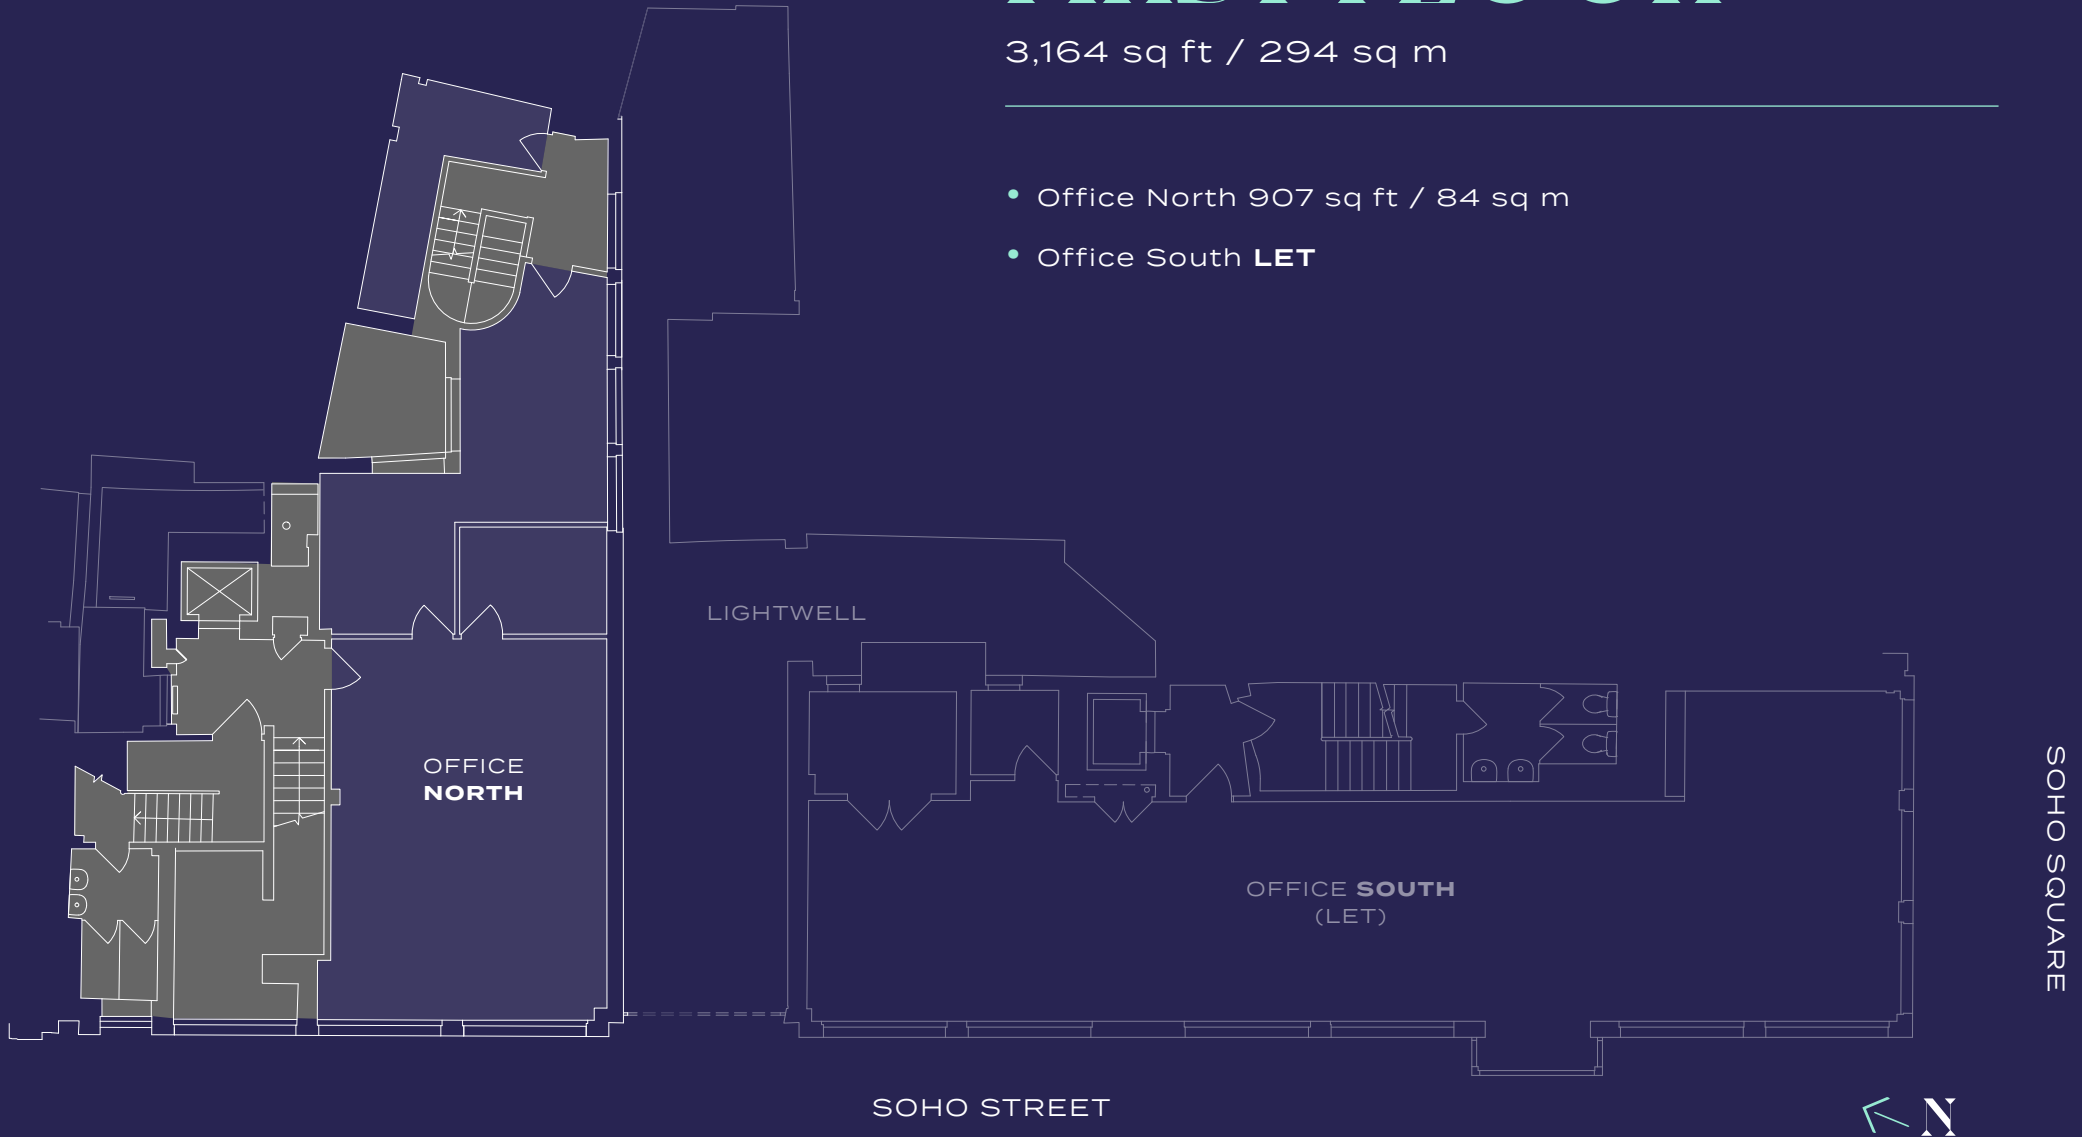 3,164 sq ft / 294 sq m
• Office North 907 sq ft / 84 sq m
• Office South LET
LIGHTWELL
OFFICE
NORTH
OFFICE SOUTH
(LET)
SOHO SQUARE
SOHO STREET
N